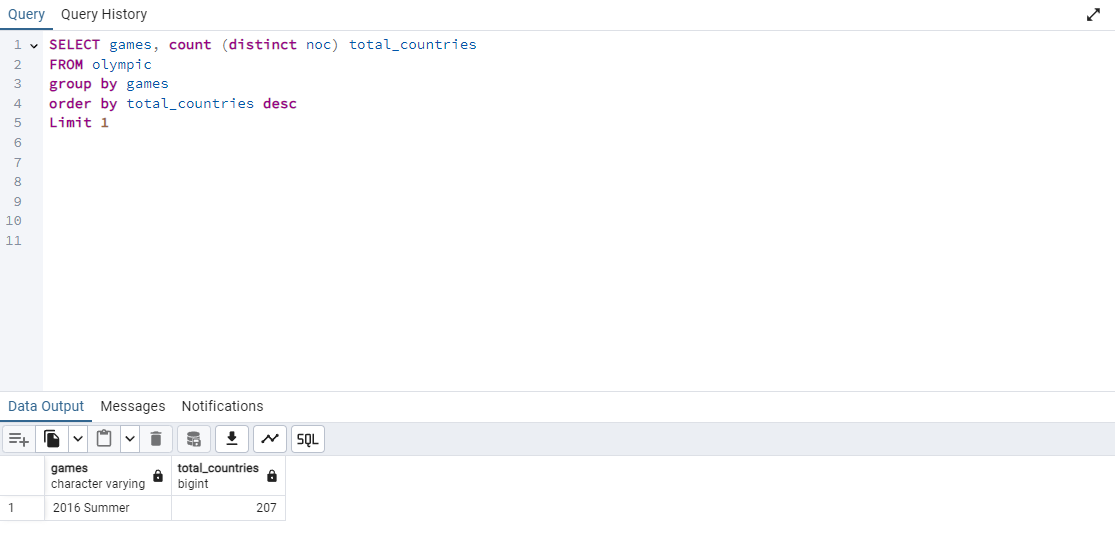 Query Query History
1 SELECT games, count (distinct noc) total_countries
2 FROM olympic
3 group by games
4 order by total_countries desc
5 Limit 1
6
7
8
9
10
11
Data Output Messages Notifications
SQL
games total_countries
character varying bigint
1 2016 Summer 207